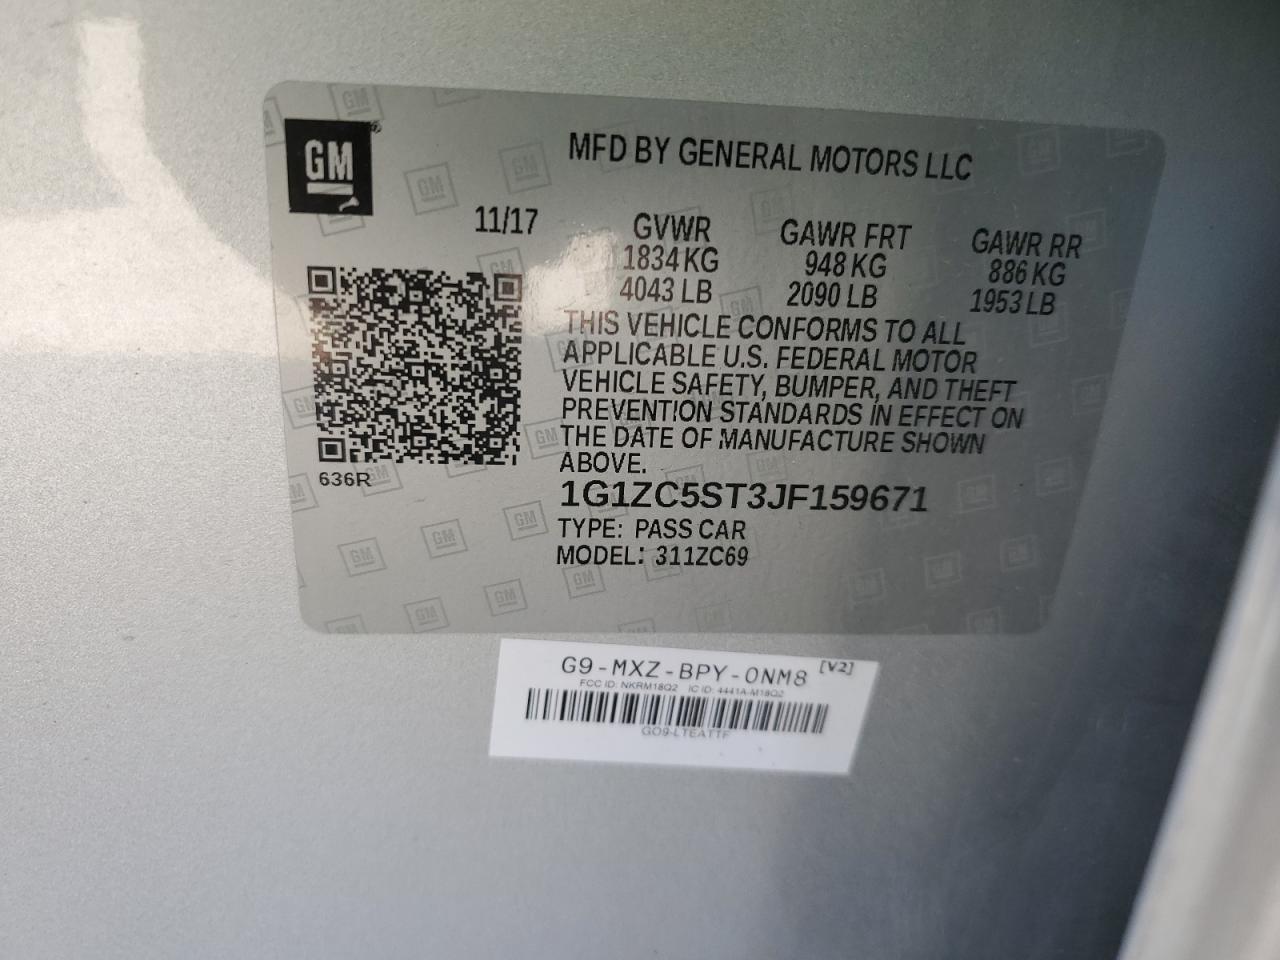 GM
MFD BY GENERAL MOTORS LLC
11/17 GVWR GAWR FRT GAWR RR
1834 KG 948 KG 886 KG
4043 LB 2090 LB 1953 LB
THIS VEHICLE CONFORMS TO ALL
APPLICABLE U.S. FEDERAL MOTOR
VEHICLE SAFETY, BUMPER, AND THEFT
PREVENTION STANDARDS IN EFFECT ON
THE DATE OF MANUFACTURE SHOWN
ABOVE.
636R
1G1ZC5ST3JF159671
TYPE: PASS CAR
MODEL: 311ZC69
G9-MXZ-BPY-0NM8 [V2]
FCC ID: NKRM18Q2 IC ID: 4441A-M18Q2
GO9-LTEATTF